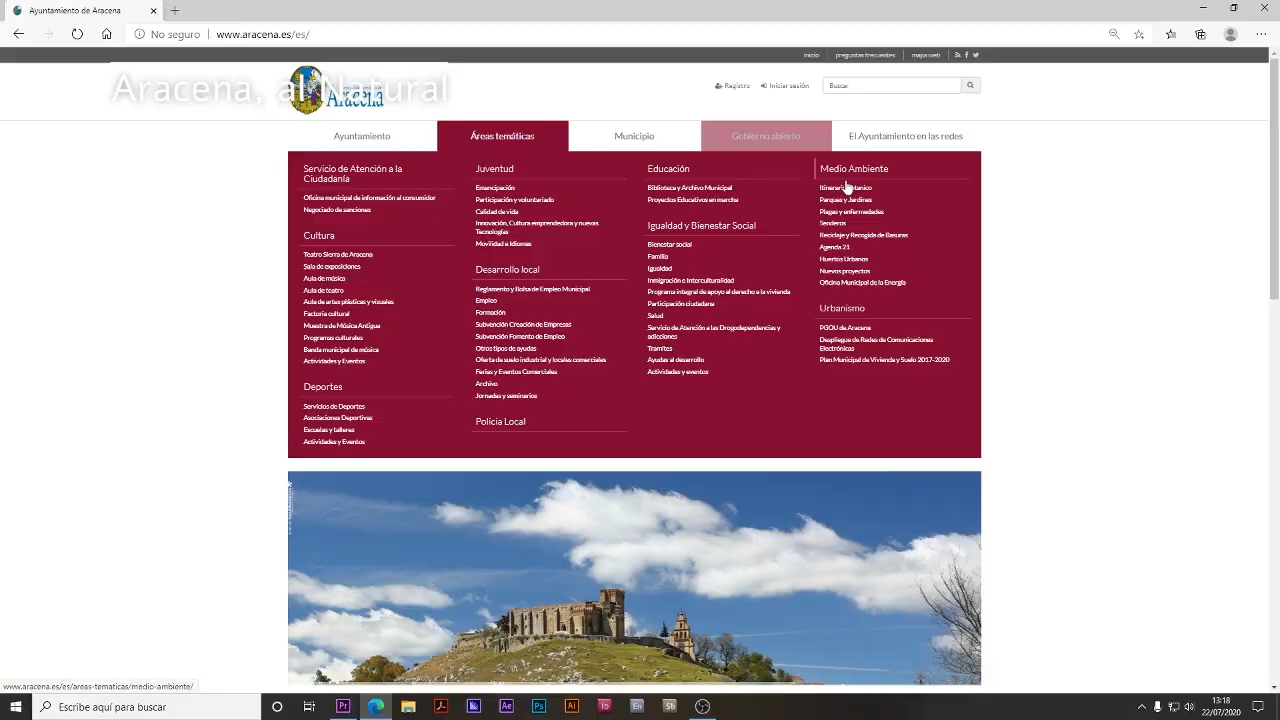 Ayuntamiento de Aracena
No seguro
www.aracena.es/es/
inicio
preguntas frecuentes
mapa web
Aracena, al Natural
Aracena
Registro
Iniciar sesión
Buscar
Ayuntamiento
Áreas temáticas
Municipio
Gobierno abierto
El Ayuntamiento en las redes
Servicio de Atención a la
Ciudadanía
Oficina municipal de información al consumidor
Negociado de sanciones
Cultura
Teatro Sierra de Aracena
Sala de exposiciones
Aula de música
Aula de teatro
Aula de artes plásticas y visuales
Factoría cultural
Muestra de Música Antigua
Programas culturales
Banda municipal de música
Actividades y Eventos
Deportes
Servicios de Deportes
Asociaciones Deportivas
Escuelas y talleres
Actividades y Eventos
Juventud
Emancipación
Participación y voluntariado
Calidad de vida
Innovación, Cultura emprendedora y nuevas
Tecnologías
Movilidad e Idiomas
Desarrollo local
Reglamento y Bolsa de Empleo Municipal
Empleo
Formación
Subvención Creación de Empresas
Subvención Fomento de Empleo
Otros tipos de ayudas
Oferta de suelo industrial y locales comerciales
Ferias y Eventos Comerciales
Archivo
Jornadas y seminarios
Policía Local
Educación
Biblioteca y Archivo Municipal
Proyectos Educativos en marcha
Igualdad y Bienestar Social
Bienestar social
Familia
Igualdad
Inmigración e Interculturalidad
Programa integral de apoyo al derecho a la vivienda
Participación ciudadana
Salud
Servicio de Atención a las Drogodependencias y
adicciones
Tramites
Ayudas al desarrollo
Actividades y eventos
Medio Ambiente
Itinerario Botanico
Parques y Jardines
Plagas y enfermedades
Senderos
Reciclaje y Recogida de Basuras
Agenda 21
Huertos Urbanos
Nuevos proyectos
Oficina Municipal de la Energía
Urbanismo
PGOU de Aracena
Despliegue de Redes de Comunicaciones
Electrónicas
Plan Municipal de Vivienda y Suelo 2017-2020
www.aracena.es/es/areas-tematicas/medio-ambiente/
Escribe aquí para buscar
Pr
Ae
Ps
Ai
Id
En
Sh
13:18
22/07/2020